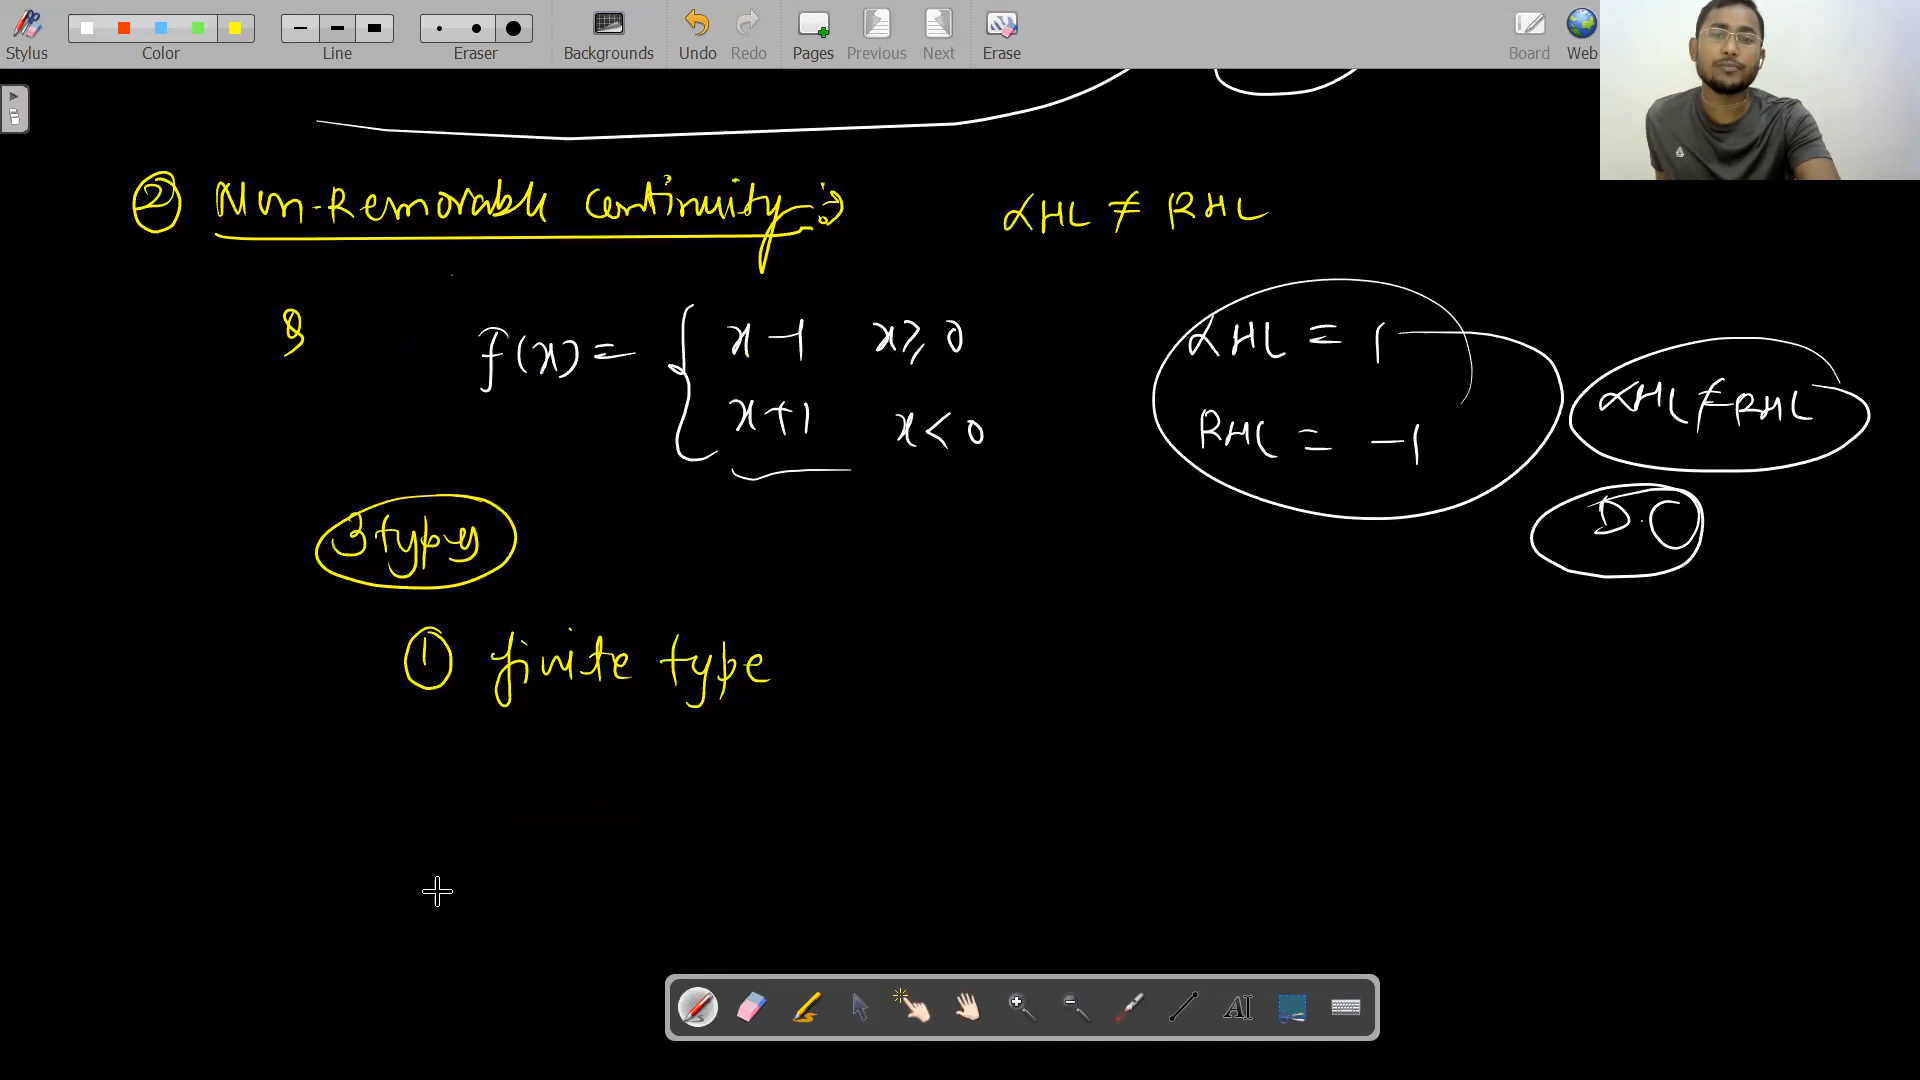 Stylus Color Line Eraser Backgrounds Undo Redo Pages Previous Next Erase Board Web
② Non-Removable continuity :→ LHL ≠ RHL
f(x) = { x-1 x≥0
x+1 x<0
LHL = 1
RHL = -1
LHL ≠ RHL
D.C
3 types
① finite type
AI